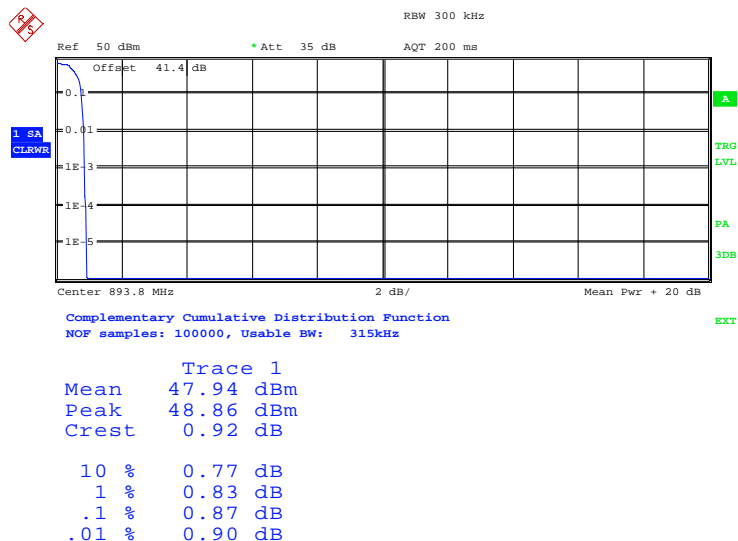 RBW 300 kHz
R S
Ref 50 dBm * Att 35 dB AQT 200 ms
Offset 41.4 dB
0.1
A
1 SA
0.01
CLRWR
TRG
1E-3
LVL
1E-4
PA
1E-5
3DB
Center 893.8 MHz 2 dB/ Mean Pwr + 20 dB
Complementary Cumulative Distribution Function
EXT
NOF samples: 100000, Usable BW: 315kHz
Trace 1
Mean 47.94 dBm
Peak 48.86 dBm
Crest 0.92 dB
10 % 0.77 dB
1 % 0.83 dB
.1 % 0.87 dB
.01 % 0.90 dB